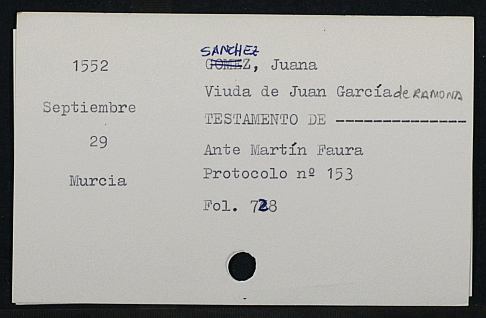 1552
Septiembre
29
Murcia
SANCHEZ
GOMEZ, Juana
Viuda de Juan García de RAMONA
TESTAMENTO DE --------------
Ante Martín Faura
Protocolo nº 153
Fol. 728